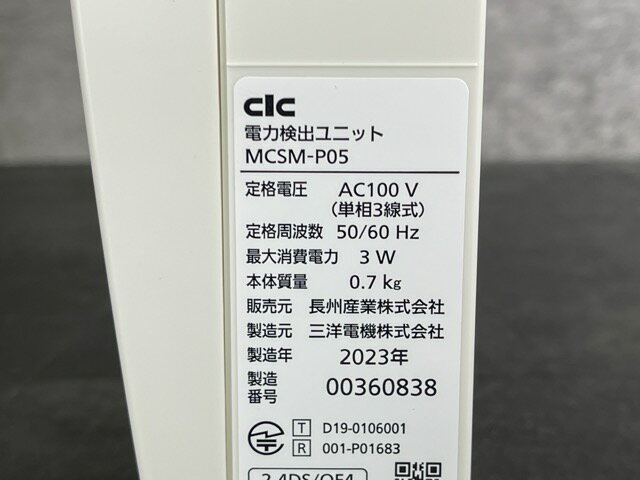 CIC
電力検出ユニット
MCSM-P05
定格電圧 AC100 V
(単相3線式)
定格周波数 50/60 Hz
最大消費電力 3 W
本体質量 0.7 kg
販売元 長州産業株式会社
製造元 三洋電機株式会社
製造年 2023年
製造番号 00360838
T D19-0106001
R 001-P01683
2.4DS/OF4